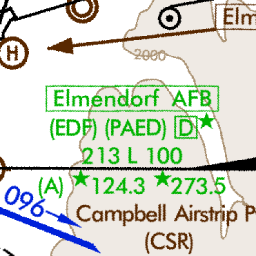 Elm
H
2000
Elmendorf AFB
(EDF) (PAED) D ★
213 L 100
(A) ★124.3 ★273.5
096
Campbell Airstrip P
(CSR)